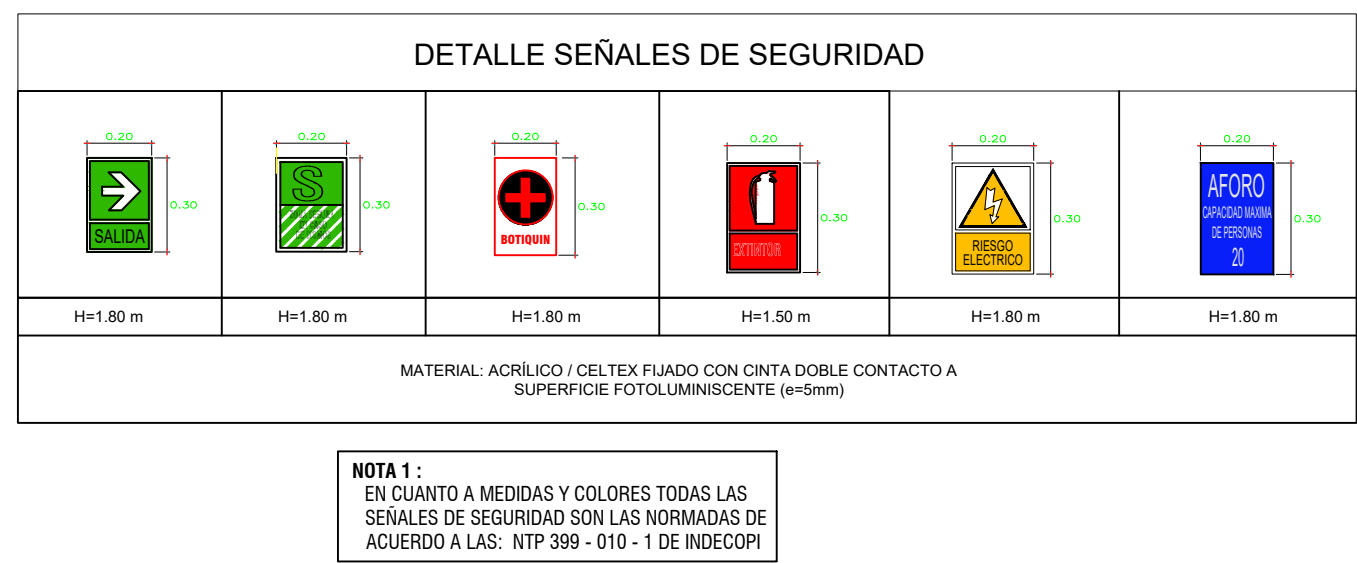 DETALLE SEÑALES DE SEGURIDAD
0.20
0.30
SALIDA
0.20
0.30
S
0.20
0.30
BOTIQUIN
0.20
0.30
EXTINTOR
0.20
0.30
RIESGO
ELECTRICO
0.20
0.30
AFORO
CAPACIDAD MAXIMA
DE PERSONAS
20
H=1.80 m
H=1.80 m
H=1.80 m
H=1.50 m
H=1.80 m
H=1.80 m
MATERIAL: ACRÍLICO / CELTEX FIJADO CON CINTA DOBLE CONTACTO A
SUPERFICIE FOTOLUMINISCENTE (e=5mm)
NOTA 1 :
EN CUANTO A MEDIDAS Y COLORES TODAS LAS
SEÑALES DE SEGURIDAD SON LAS NORMADAS DE
ACUERDO A LAS: NTP 399 - 010 - 1 DE INDECOPI